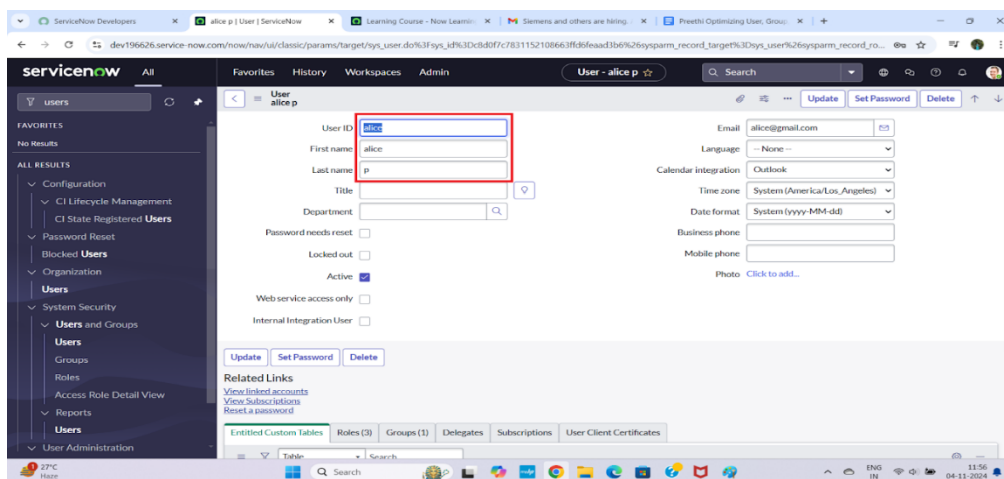 ServiceNow Developers
alice p | User | ServiceNow
Learning Course - Now Learnin
Siemens and others are hiring.
Preethi Optimizing User, Group
dev196626.service-now.com/now/nav/ui/classic/params/target/sys_user.do%3Fsys_id%3Dc8d0f7c7831152108663ffd6feaad3b6%26sysparm_record_target%3Dsys_user%26sysparm_record_ro...
servicenow All Favorites History Workspaces Admin User - alice p Search
users
User
alice p
Update Set Password Delete
FAVORITES
No Results
ALL RESULTS
Configuration
CI Lifecycle Management
CI State Registered Users
Password Reset
Blocked Users
Organization
Users
System Security
Users and Groups
Users
Groups
Roles
Access Role Detail View
Reports
Users
User Administration
User ID alice
First name alice
Last name p
Title
Department
Password needs reset
Locked out
Active
Web service access only
Internal Integration User
Email alice@gmail.com
Language -- None --
Calendar integration Outlook
Time zone System (America/Los_Angeles)
Date format System (yyyy-MM-dd)
Business phone
Mobile phone
Photo Click to add...
Update Set Password Delete
Related Links
View linked accounts
View Subscriptions
Reset a password
Entitled Custom Tables Roles (3) Groups (1) Delegates Subscriptions User Client Certificates
Table Search
1
27°C
Haze
Search
ENG
IN
11:56
04-11-2024